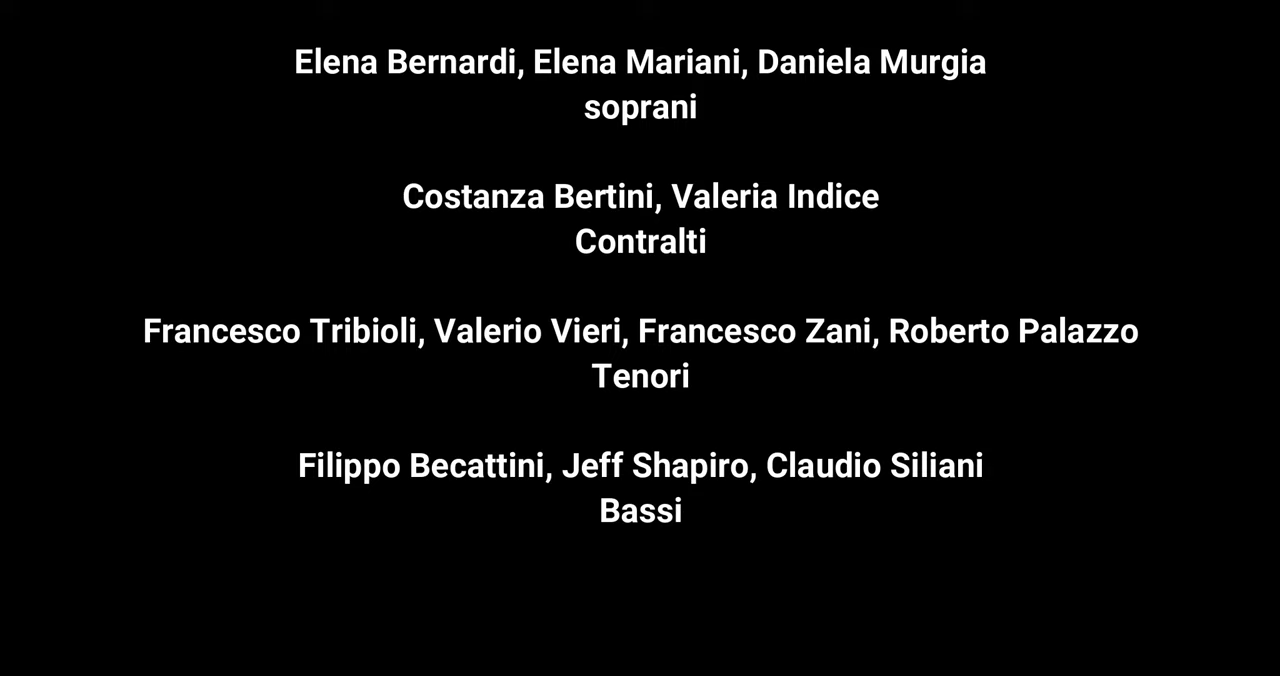 Elena Bernardi, Elena Mariani, Daniela Murgia
soprani
Costanza Bertini, Valeria Indice
Contralti
Francesco Tribioli, Valerio Vieri, Francesco Zani, Roberto Palazzo
Tenori
Filippo Becattini, Jeff Shapiro, Claudio Siliani
Bassi